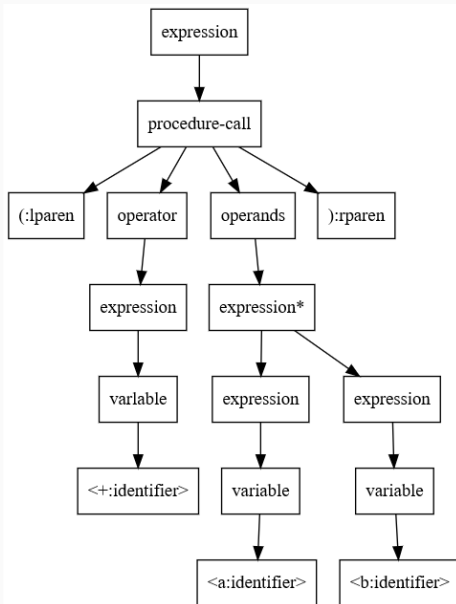 expression
procedure-call
(:lparen
operator
operands
):rparen
expression
expression*
varlable
expression
expression
<+:identifier>
variable
variable
<a:identifier>
<b:identifier>